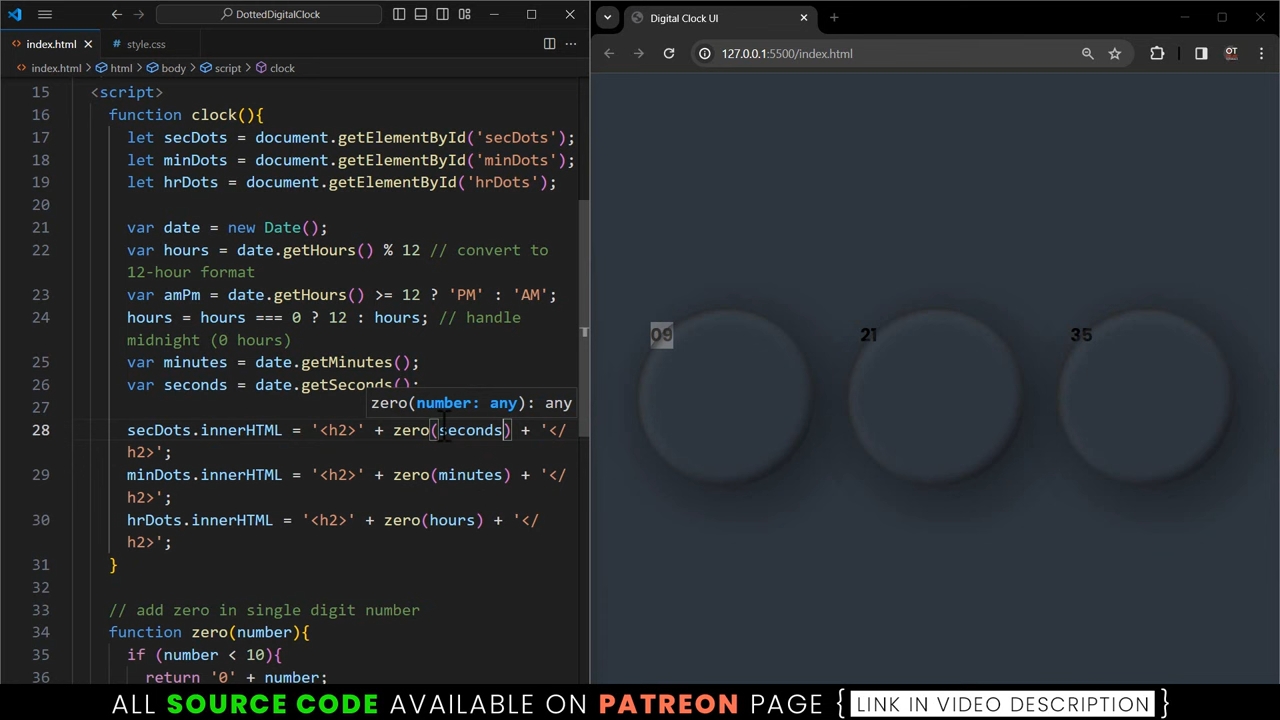 DottedDigitalClock
index.html
style.css
index.html > html > body > script > clock
15 <script>
16 function clock(){
17 let secDots = document.getElementById('secDots');
18 let minDots = document.getElementById('minDots');
19 let hrDots = document.getElementById('hrDots');
20
21 var date = new Date();
22 var hours = date.getHours() % 12 // convert to
12-hour format
23 var amPm = date.getHours() >= 12 ? 'PM' : 'AM';
24 hours = hours === 0 ? 12 : hours; // handle
midnight (0 hours)
25 var minutes = date.getMinutes();
26 var seconds = date.getSeconds();
27
zero(number: any): any
28 secDots.innerHTML = '<h2>' + zero(seconds) + '</
h2>';
29 minDots.innerHTML = '<h2>' + zero(minutes) + '</
h2>';
30 hrDots.innerHTML = '<h2>' + zero(hours) + '</
h2>';
31 }
32
33 // add zero in single digit number
34 function zero(number){
35 if (number < 10){
36 return '0' + number;
Digital Clock UI
127.0.0.1:5500/index.html
OT
09
21
35
ALL SOURCE CODE AVAILABLE ON PATREON PAGE { LINK IN VIDEO DESCRIPTION }